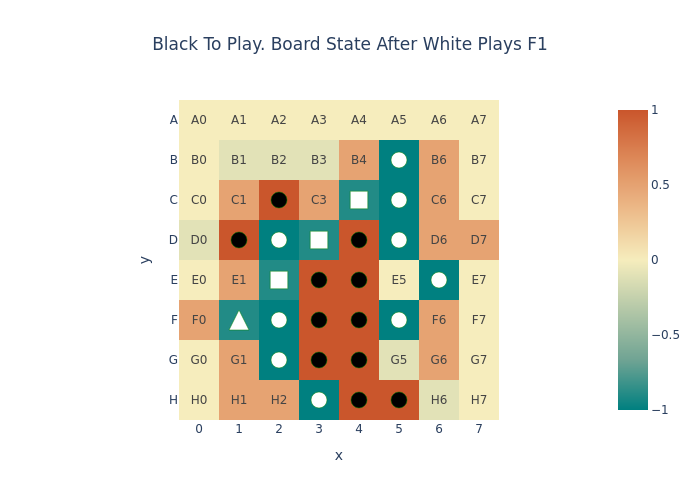 Black To Play. Board State After White Plays F1
A A0 A1 A2 A3 A4 A5 A6 A7
B B0 B1 B2 B3 B4 B6 B7
C C0 C1 C3 C6 C7
D D0 D6 D7
E E0 E1 E5 E7
F F0 F6 F7
G G0 G1 G5 G6 G7
H H0 H1 H2 H6 H7
0 1 2 3 4 5 6 7
x
y
1
0.5
0
−0.5
−1